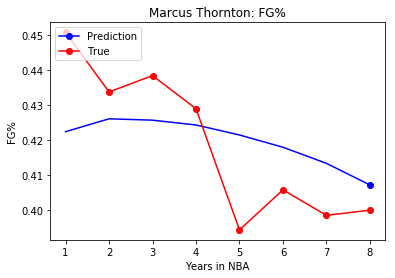 Marcus Thornton: FG%
Prediction
True
0.45
0.44
0.43
0.42
0.41
0.40
FG%
1 2 3 4 5 6 7 8
Years in NBA